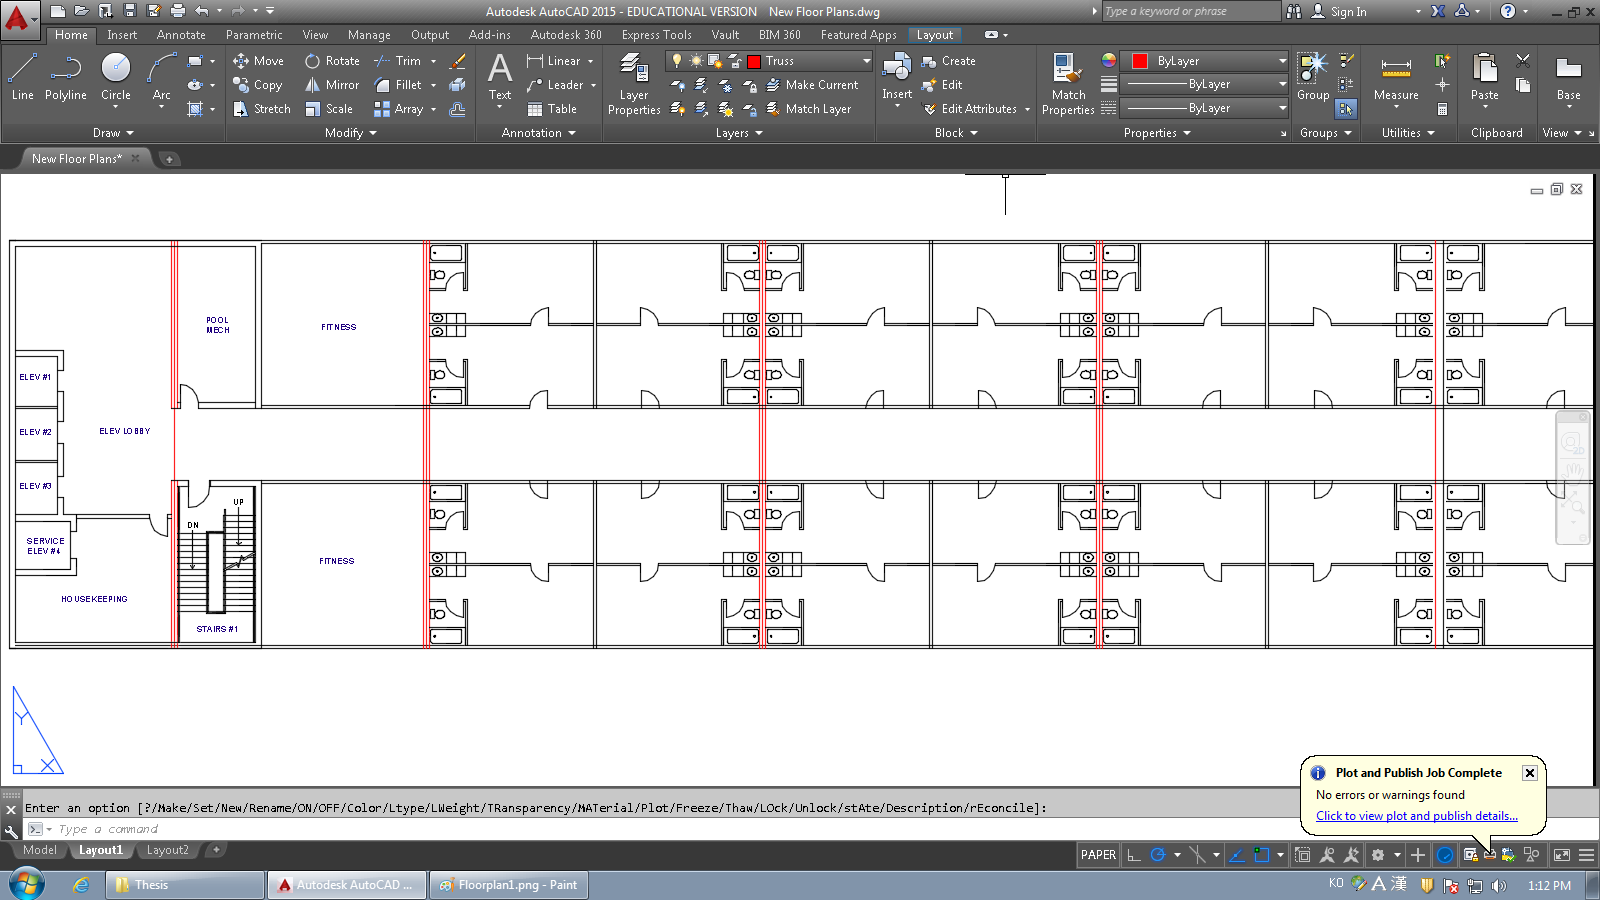 Autodesk AutoCAD 2015 - EDUCATIONAL VERSION New Floor Plans.dwg
Type a keyword or phrase
Sign In
Home Insert Annotate Parametric View Manage Output Add-ins Autodesk 360 Express Tools Vault BIM 360 Featured Apps Layout
Line Polyline Circle Arc
Draw
Move Rotate Trim
Copy Mirror Fillet
Stretch Scale Array
Modify
Text
Linear
Leader
Table
Annotation
Layer Properties
Truss
Make Current
Match Layer
Layers
Insert
Create
Edit
Edit Attributes
Block
Match Properties
ByLayer
ByLayer
ByLayer
Properties
Group
Groups
Measure
Utilities
Paste
Clipboard
Base
View
New Floor Plans*
POOL
MECH
FITNESS
ELEV #1
ELEV #2
ELEV LOBBY
ELEV #3
UP
DN
SERVICE
ELEV #4
FITNESS
HOUSEKEEPING
STAIRS #1
Y
X
2D
Plot and Publish Job Complete
No errors or warnings found
Click to view plot and publish details...
Enter an option [?/Make/Set/New/Rename/ON/OFF/Color/Ltype/LWeight/TRansparency/MATerial/Plot/Freeze/Thaw/LOck/Unlock/stAte/Description/rEconcile]:
Type a command
Model Layout1 Layout2
PAPER
Thesis
Autodesk AutoCAD ...
Floorplan1.png - Paint
KO A 漢
1:12 PM